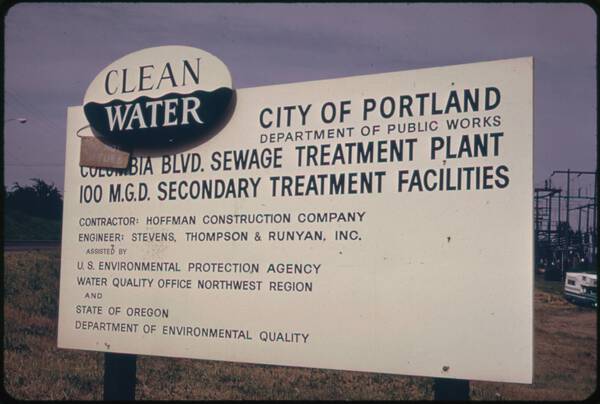 CLEAN
WATER
CITY OF PORTLAND
DEPARTMENT OF PUBLIC WORKS
COLUMBIA BLVD. SEWAGE TREATMENT PLANT
100 M.G.D. SECONDARY TREATMENT FACILITIES
CONTRACTOR: HOFFMAN CONSTRUCTION COMPANY
ENGINEER: STEVENS, THOMPSON & RUNYAN, INC.
ASSISTED BY
U.S. ENVIRONMENTAL PROTECTION AGENCY
WATER QUALITY OFFICE NORTHWEST REGION
AND
STATE OF OREGON
DEPARTMENT OF ENVIRONMENTAL QUALITY